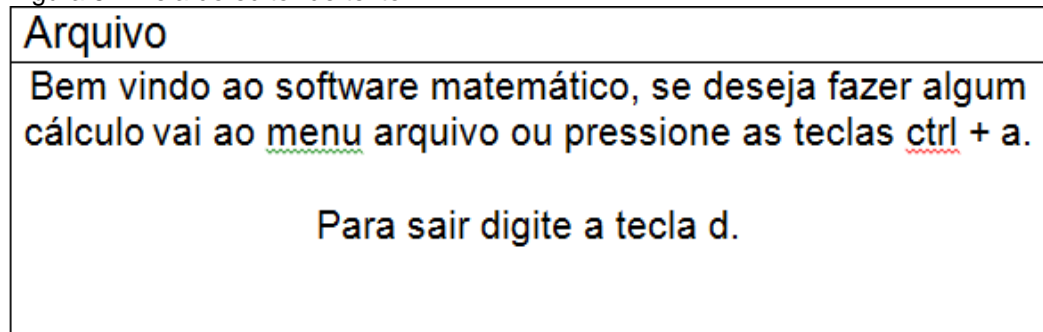 Arquivo
Bem vindo ao software matemático, se deseja fazer algum
cálculo vai ao menu arquivo ou pressione as teclas ctrl + a.
Para sair digite a tecla d.